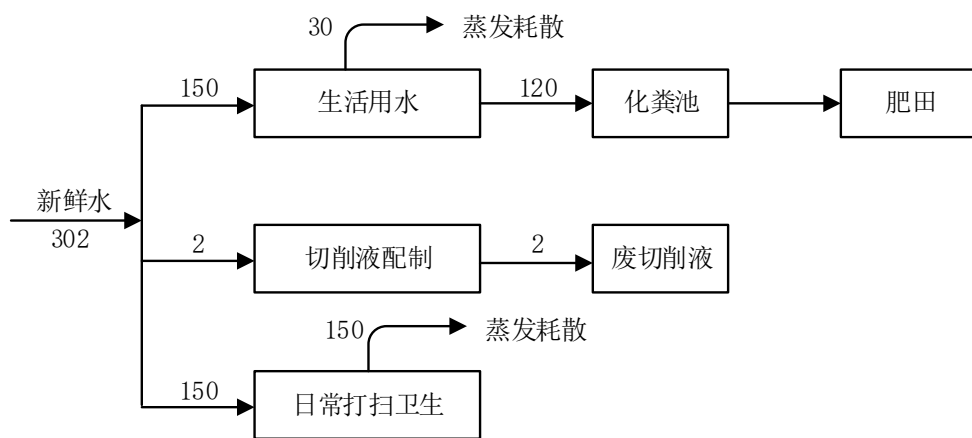 30
蒸发耗散
150
生活用水
120
化粪池
肥田
新鲜水
302
2
切削液配制
2
废切削液
150
蒸发耗散
150
日常打扫卫生